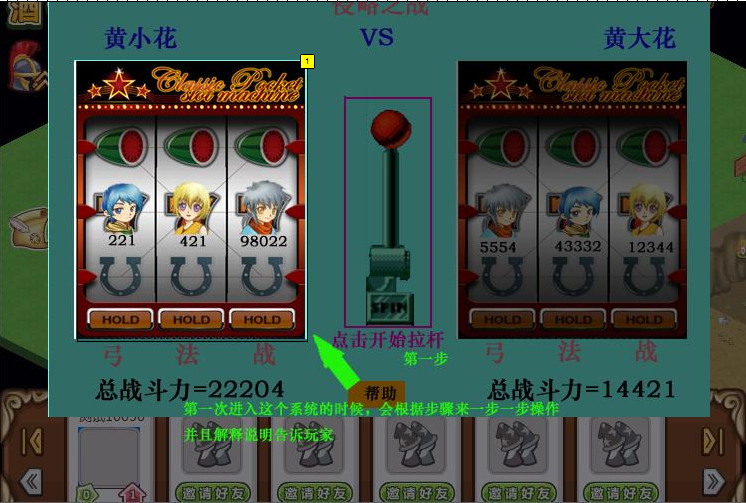 酒
侵略之战
黄小花
VS
黄大花
1
Classic Pocket
slot machine
Classic Pocket
slot machine
221
421
98022
5554
43332
12344
SPIN
HOLD
HOLD
HOLD
HOLD
HOLD
HOLD
点击开始拉杆
弓
法
战
第一步
弓
法
战
总战斗力=22204
帮助
总战斗力=14421
第一次进入这个系统的时候，会根据步骤来一步一步操作
并且解释说明告诉玩家
0
1
邀请好友
邀请好友
邀请好友
邀请好友
邀请好友